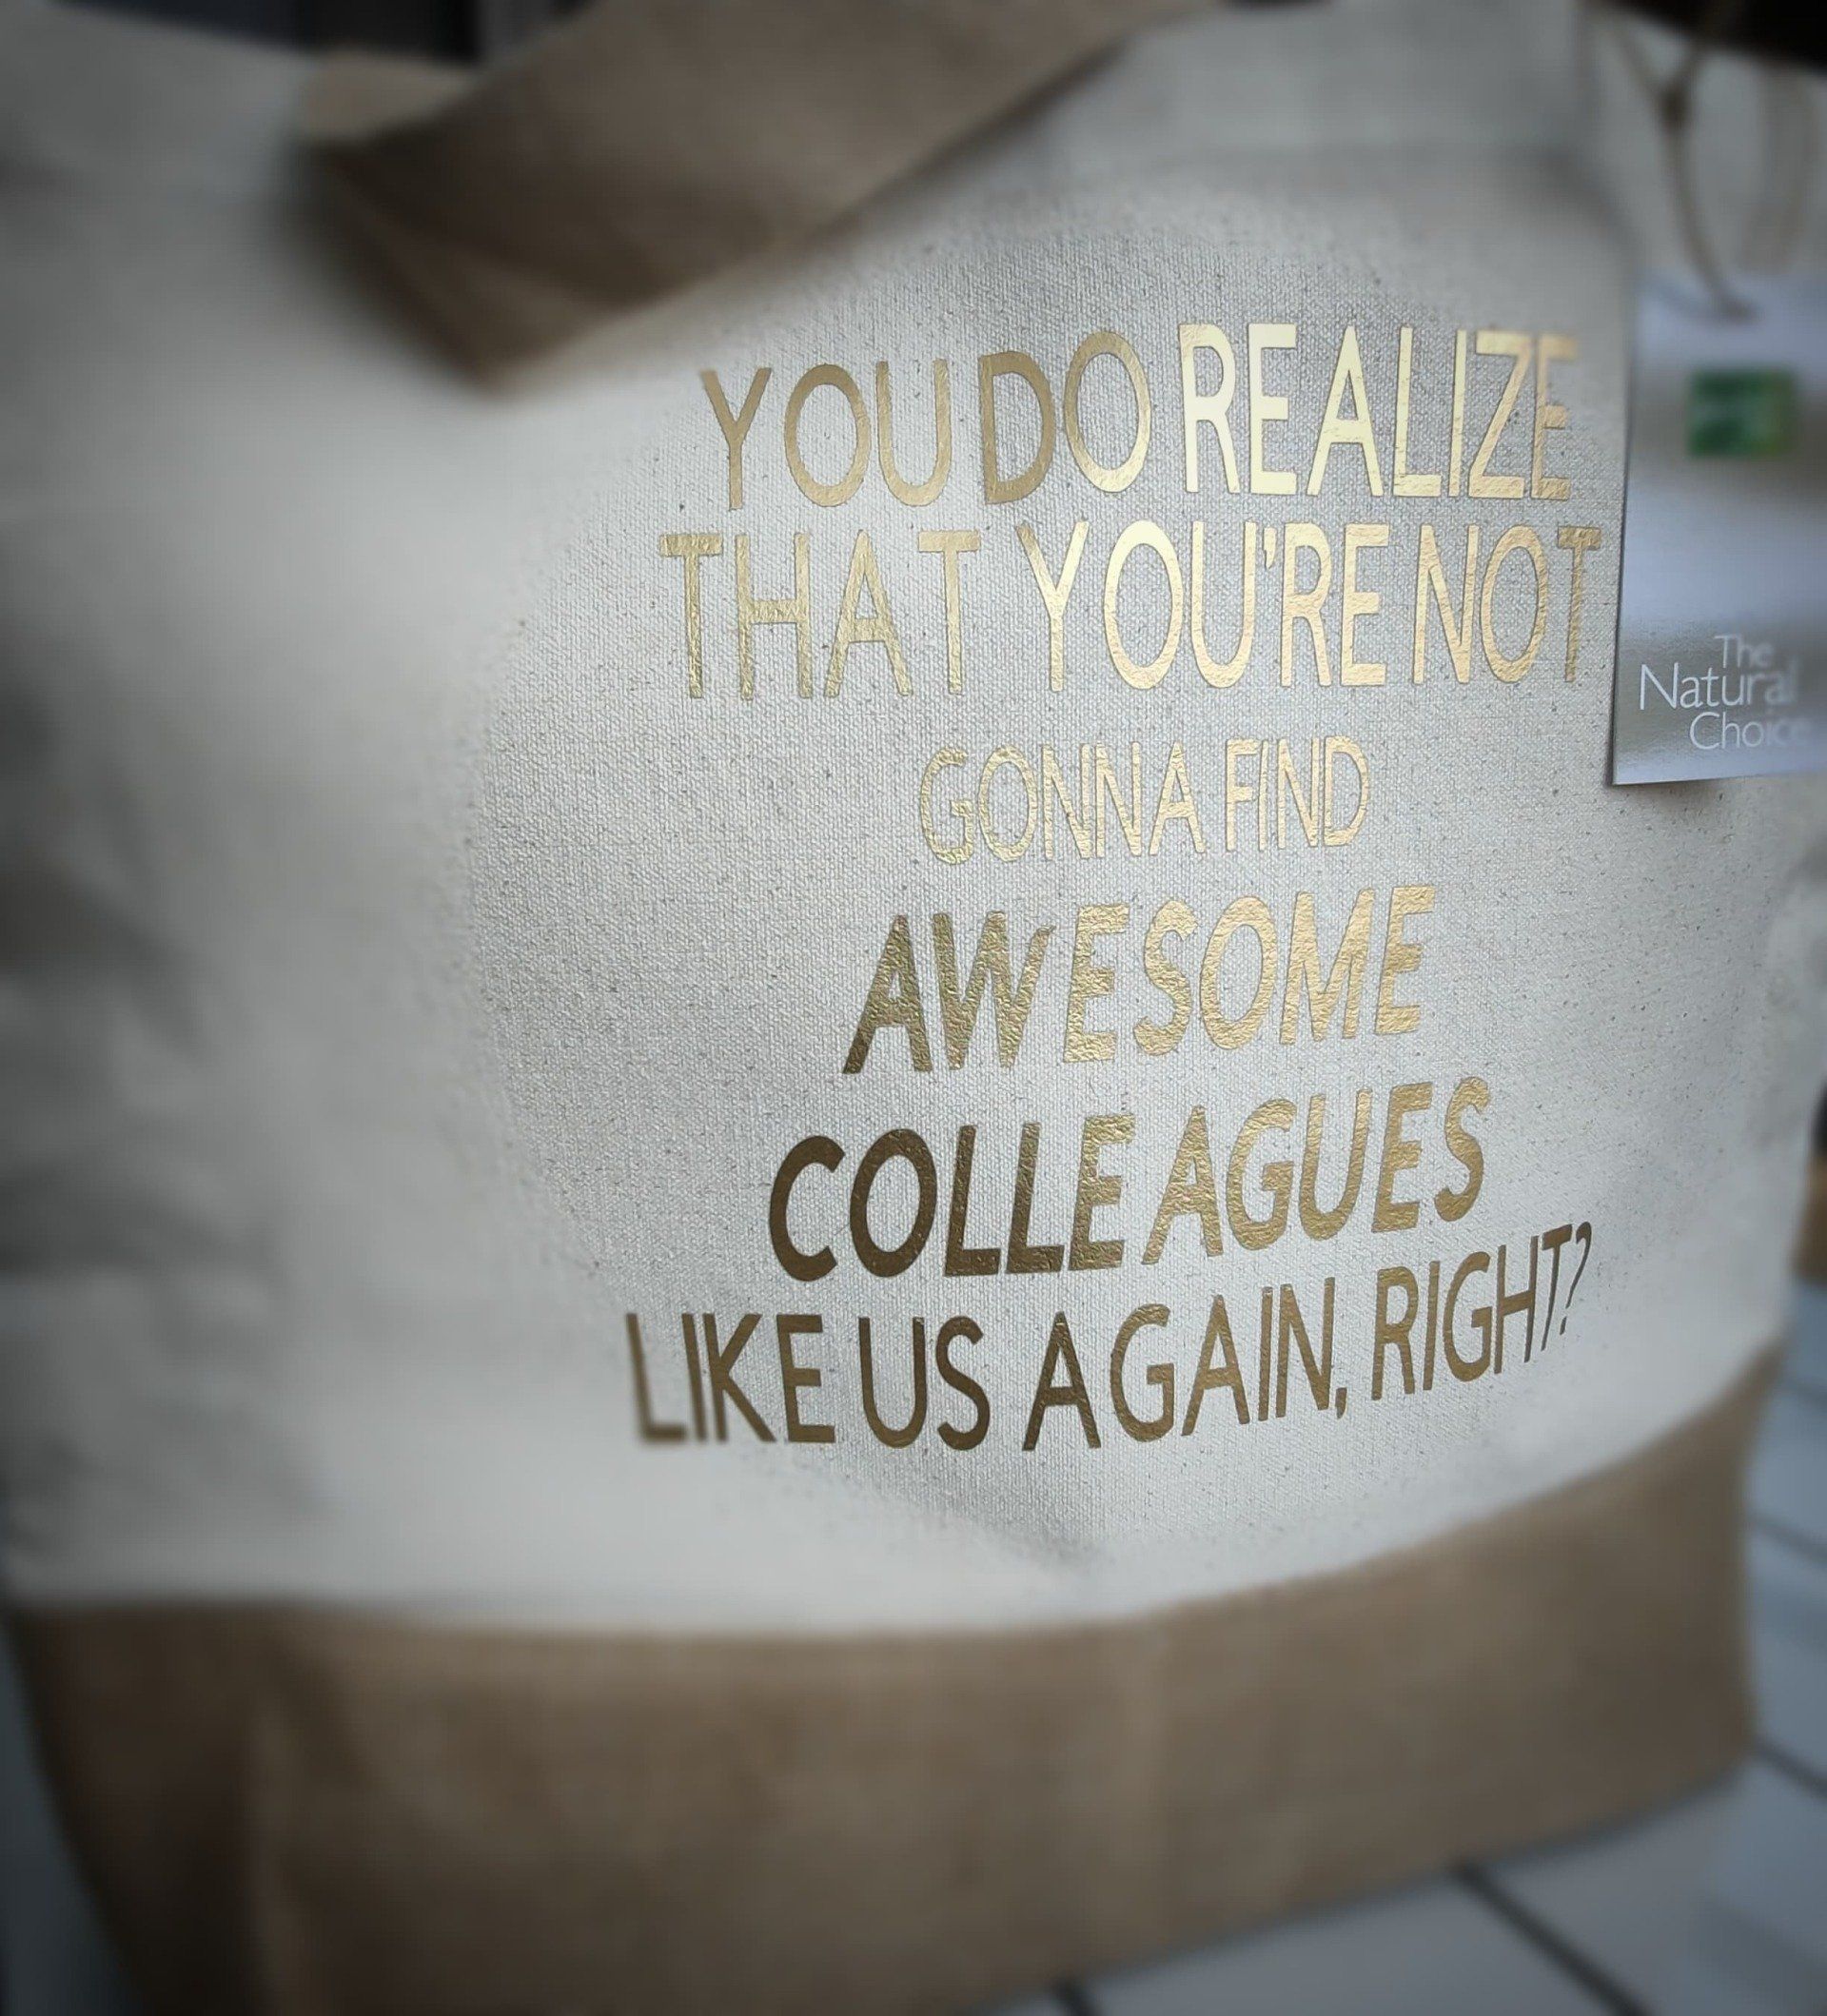 YOU DO REALIZE
THAT YOU'RE NOT
GONNA FIND
AWESOME
COLLEAGUES
LIKE US AGAIN, RIGHT?
The
Natural
Choice